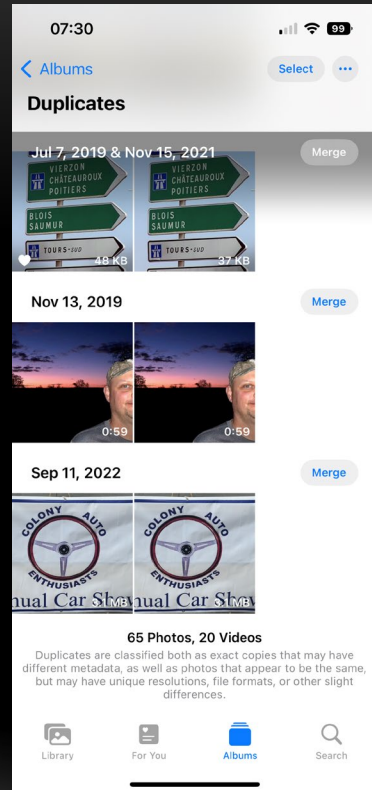 07:30
99
Albums
Select
Duplicates
Jul 7, 2019 & Nov 15, 2021
Merge
VIERZON
CHÂTEAUROUX
POITIERS
BLOIS
SAUMUR
TOURS-SUD
48 KB
VIERZON
CHÂTEAUROUX
POITIERS
BLOIS
SAUMUR
TOURS-SUD
37 KB
Nov 13, 2019
Merge
0:59
0:59
Sep 11, 2022
Merge
COLONY AUTO
ENTHUSIASTS
nual Car Show
COLONY AUTO
ENTHUSIASTS
nual Car Show
65 Photos, 20 Videos
Duplicates are classified both as exact copies that may have
different metadata, as well as photos that appear to be the same,
but may have unique resolutions, file formats, or other slight
differences.
Library
For You
Albums
Search